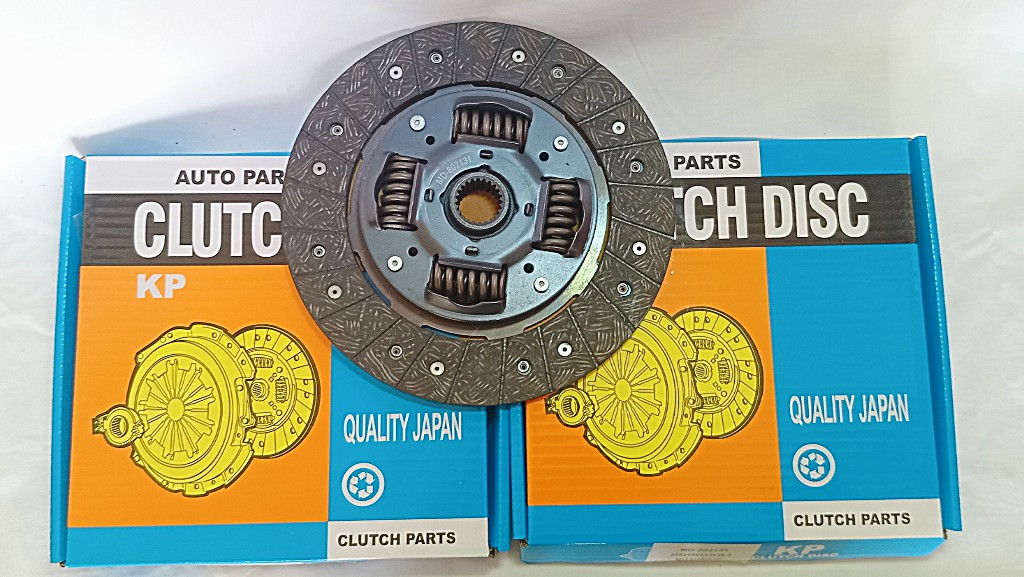 AUTO PAR
CLUTC
KP
QUALITY JAPAN
CLUTCH PARTS
MD-802131
PARTS
TCH DISC
QUALITY JAPAN
CLUTCH PARTS
MD-802131
KP
CLUTCH DISC